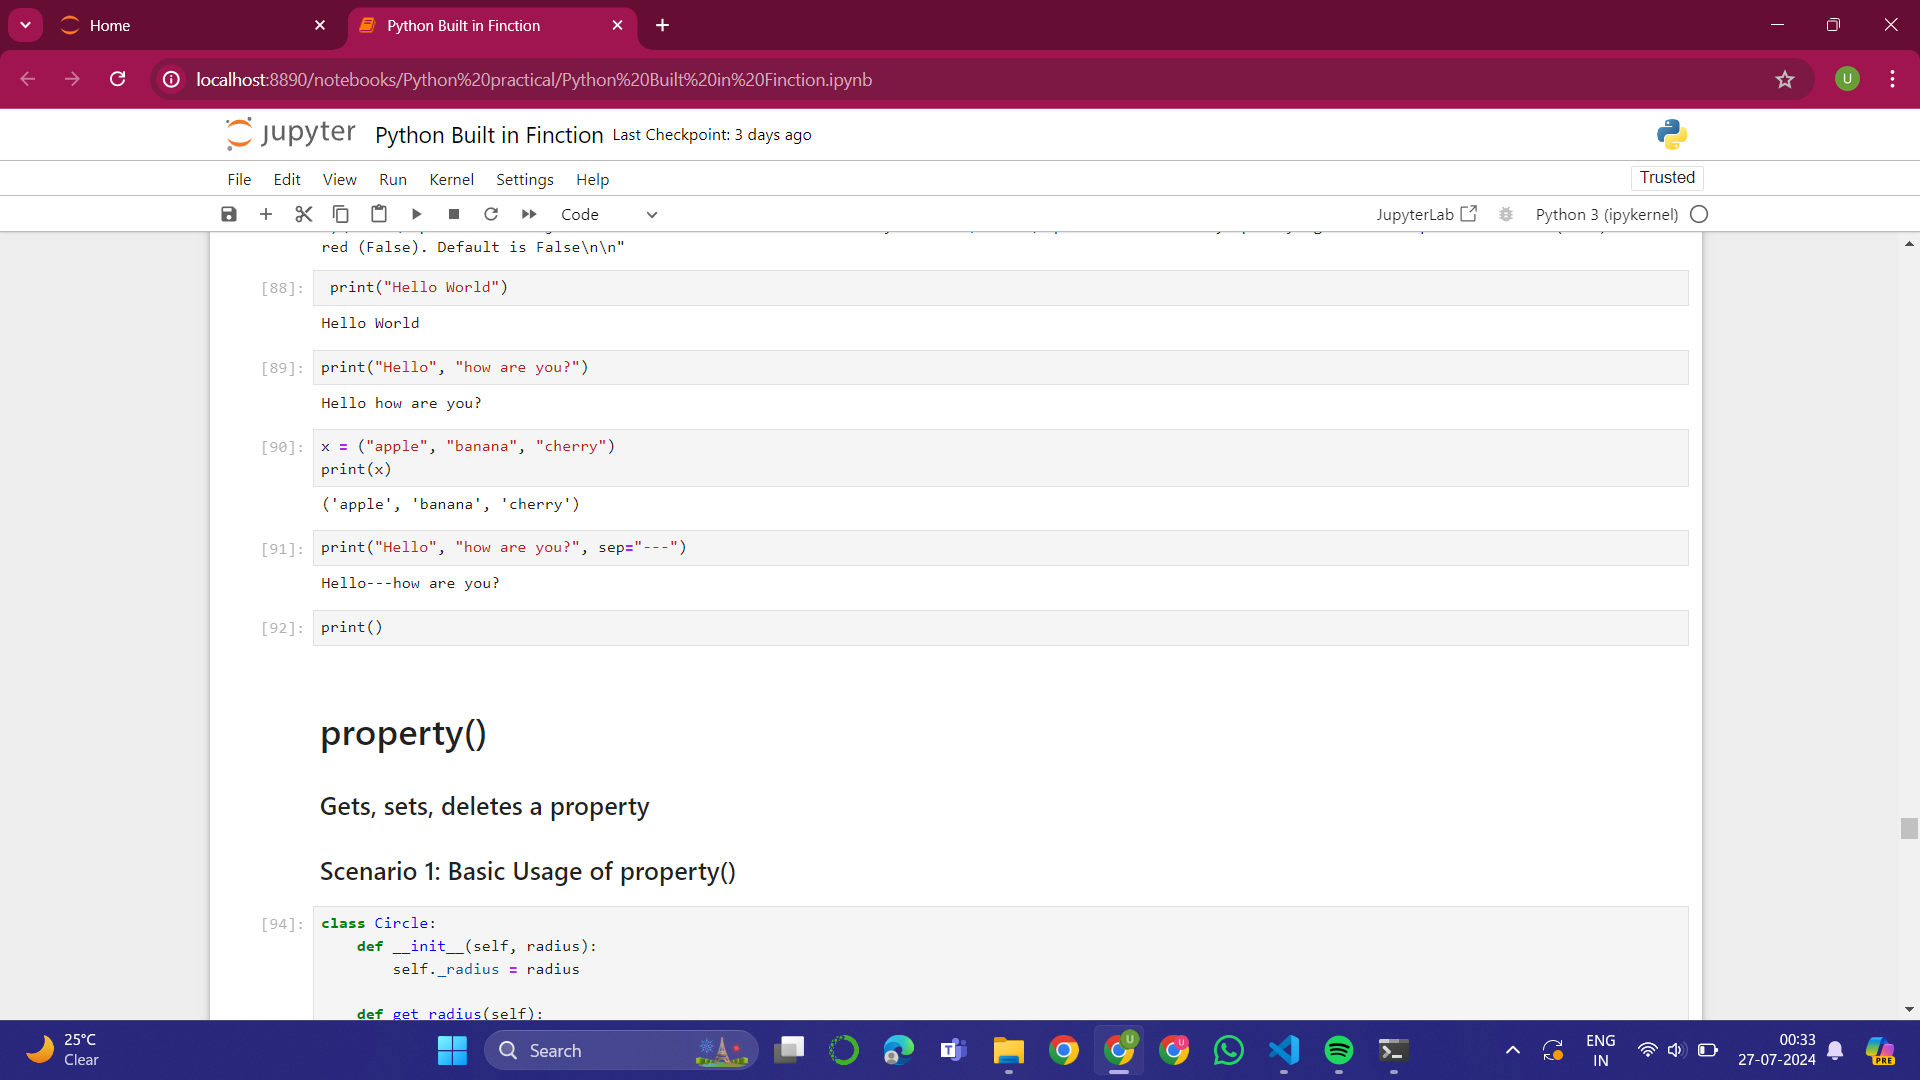 Home
Python Built in Finction
localhost:8890/notebooks/Python%20practical/Python%20Built%20in%20Finction.ipynb
U
jupyter Python Built in Finction Last Checkpoint: 3 days ago
File Edit View Run Kernel Settings Help
Trusted
Code
JupyterLab
Python 3 (ipykernel)
red (False). Default is False\n\n"
[88]: print("Hello World")
Hello World
[89]: print("Hello", "how are you?")
Hello how are you?
[90]: x = ("apple", "banana", "cherry")
print(x)
('apple', 'banana', 'cherry')
[91]: print("Hello", "how are you?", sep="---")
Hello---how are you?
[92]: print()
property()
Gets, sets, deletes a property
Scenario 1: Basic Usage of property()
[94]: class Circle:
def __init__(self, radius):
self._radius = radius
def get_radius(self):
25°C
Clear
Search
U
U
ENG
IN
00:33
27-07-2024
PRE